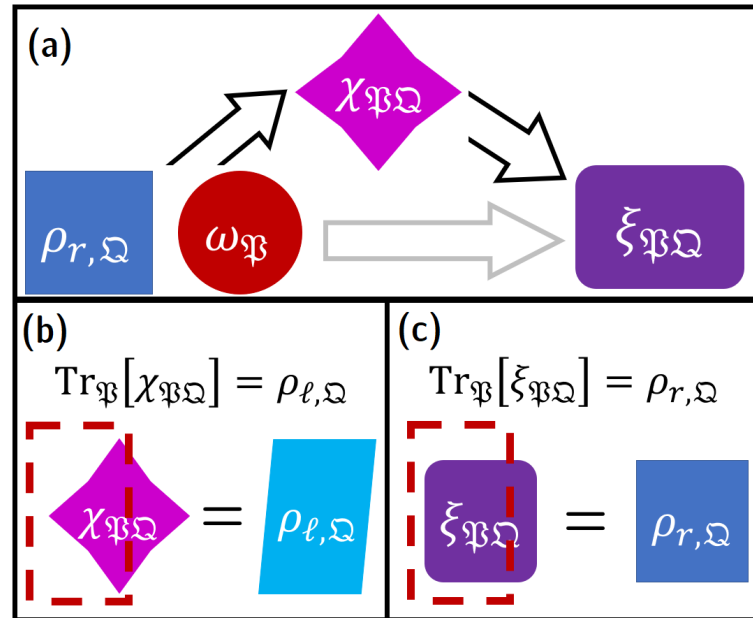 (a)
χ𝔓𝔔
ρr,𝔔 ω𝔓 ξ𝔓𝔔
(b)
Tr𝔓[χ𝔓𝔔] = ρℓ,𝔔
χ𝔓𝔔 = ρℓ,𝔔
(c)
Tr𝔓[ξ𝔓𝔔] = ρr,𝔔
ξ𝔓𝔔 = ρr,𝔔